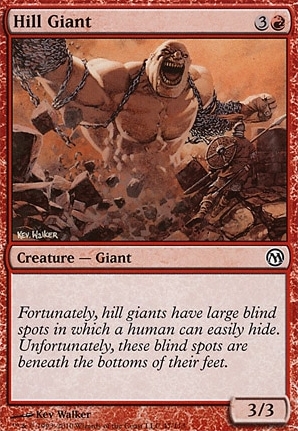 Hill Giant 3
KEV WALKER
Creature — Giant
Fortunately, hill giants have large blind
spots in which a human can easily hide.
Unfortunately, these blind spots are
beneath the bottoms of their feet.
Kev Walker
3/3